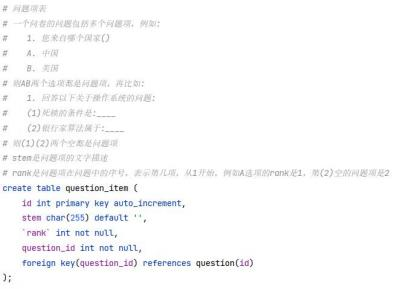 # 问题项表
# 一个问卷的问题包括多个问题项，例如:
#    1. 您来自哪个国家()
#    A. 中国
#    B. 美国
# 则AB两个选项都是问题项，再比如:
#    1. 回答以下关于操作系统的问题:
#    (1)死锁的条件是:____
#    (2)银行家算法属于:____
# 则(1)(2)两个空都是问题项
# stem是问题项的文字描述
# rank是问题项在问题中的序号，表示第几项，从1开始，例如A选项的rank是1，第(2)空的问题项是2
create table question_item (
    id int primary key auto_increment,
    stem char(255) default '',
    `rank` int not null,
    question_id int not null,
    foreign key(question_id) references question(id)
);